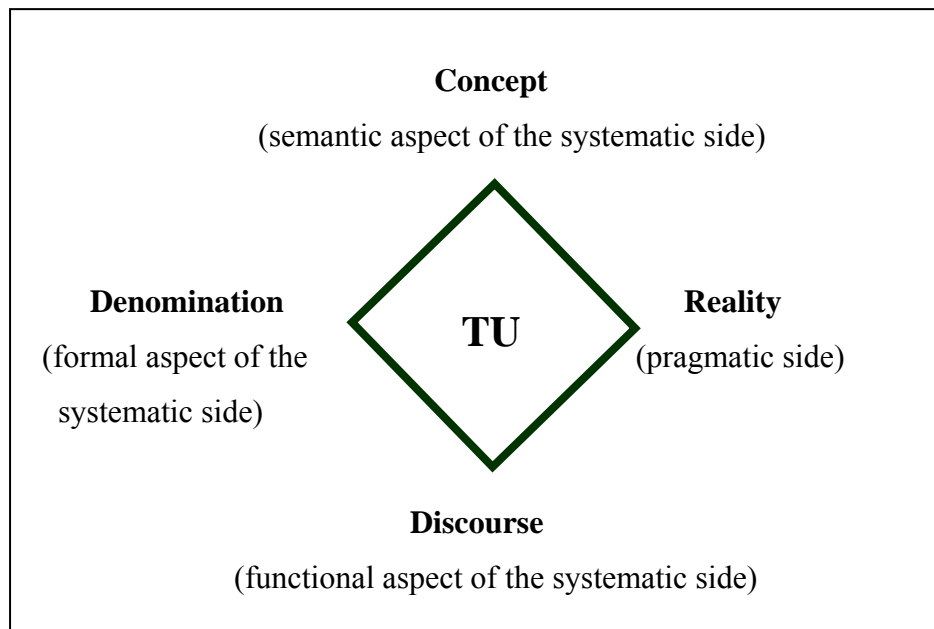 Concept
(semantic aspect of the systematic side)
Denomination
(formal aspect of the
systematic side)
TU
Reality
(pragmatic side)
Discourse
(functional aspect of the systematic side)